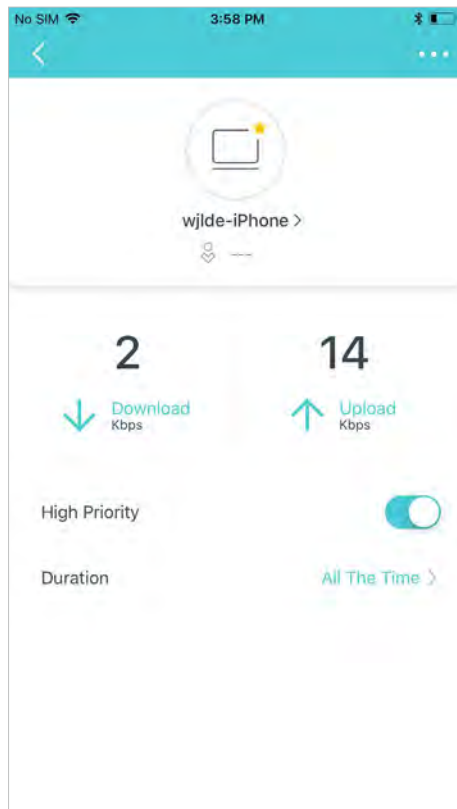 No SIM 3:58 PM
wjlde-iPhone >
---
2 14
Download Upload
Kbps Kbps
High Priority
Duration All The Time >